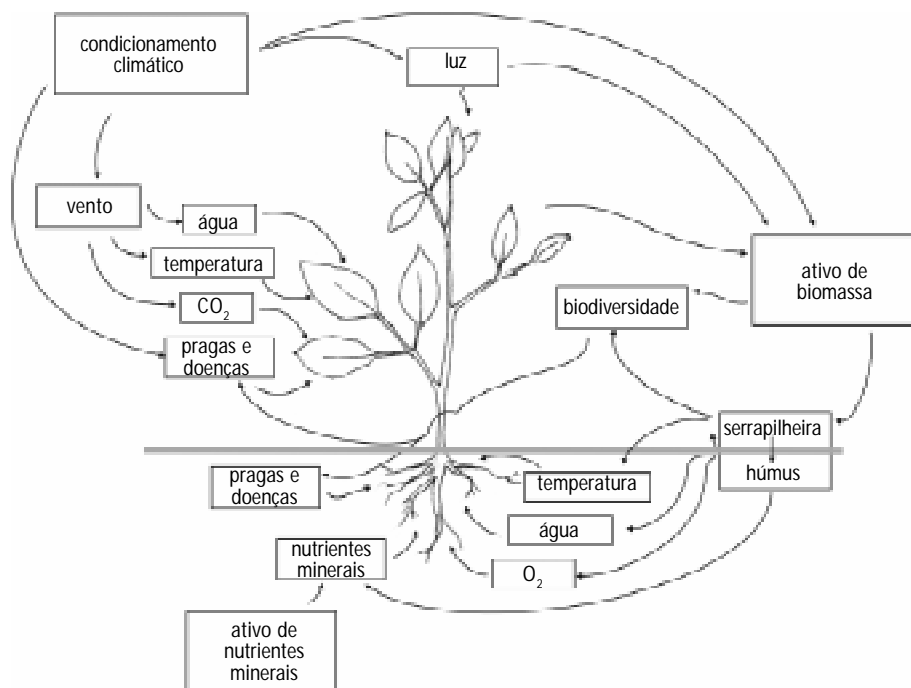 condicionamento
climático
luz
vento
água
temperatura
CO₂
pragas e
doenças
biodiversidade
ativo de
biomassa
serrapilheira
húmus
pragas e
doenças
temperatura
água
nutrientes
minerais
O₂
ativo de
nutrientes
minerais